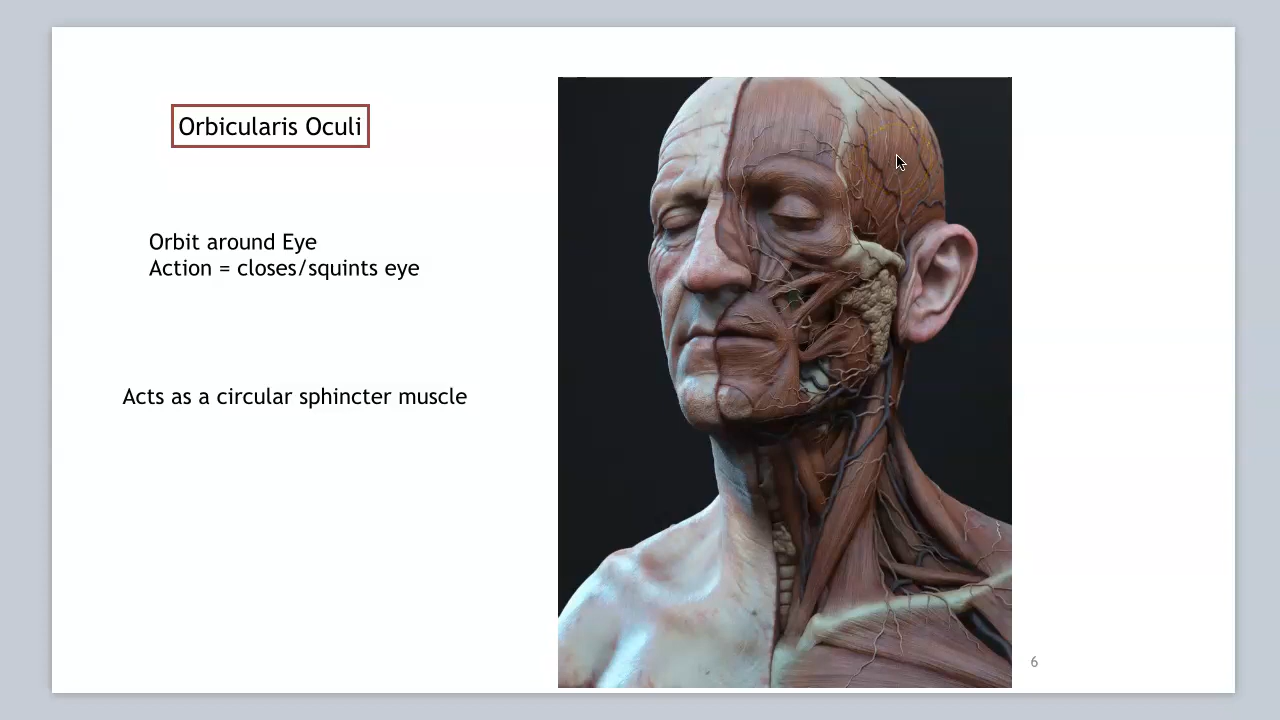 Orbicularis Oculi
Orbit around Eye
Action = closes/squints eye
Acts as a circular sphincter muscle
6